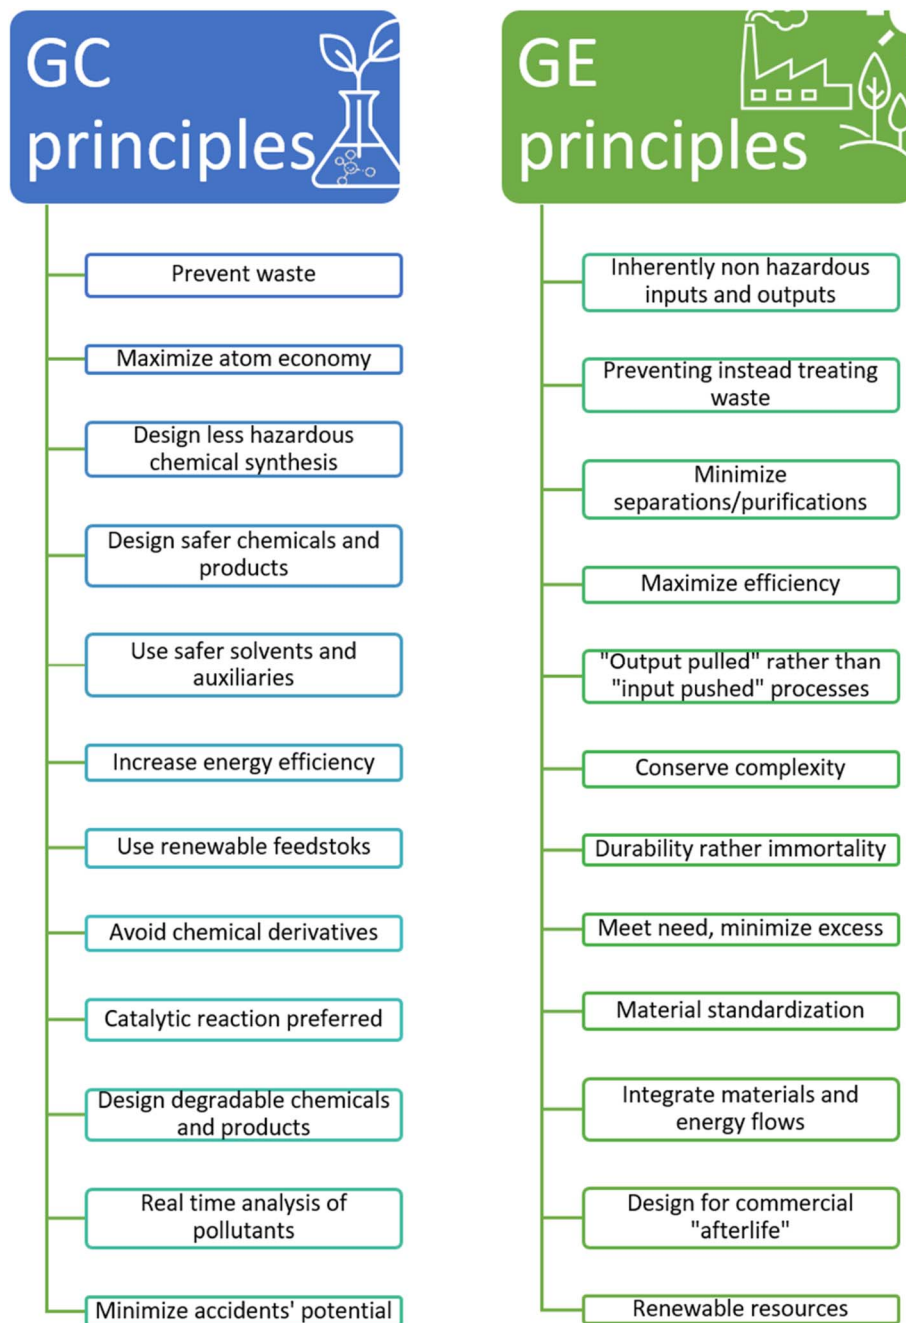 GC
principles
Prevent waste
Maximize atom economy
Design less hazardous
chemical synthesis
Design safer chemicals and
products
Use safer solvents and
auxiliaries
Increase energy efficiency
Use renewable feedstoks
Avoid chemical derivatives
Catalytic reaction preferred
Design degradable chemicals
and products
Real time analysis of
pollutants
Minimize accidents' potential
GE
principles
Inherently non hazardous
inputs and outputs
Preventing instead treating
waste
Minimize
separations/purifications
Maximize efficiency
"Output pulled" rather than
"input pushed" processes
Conserve complexity
Durability rather immortality
Meet need, minimize excess
Material standardization
Integrate materials and
energy flows
Design for commercial
"afterlife"
Renewable resources